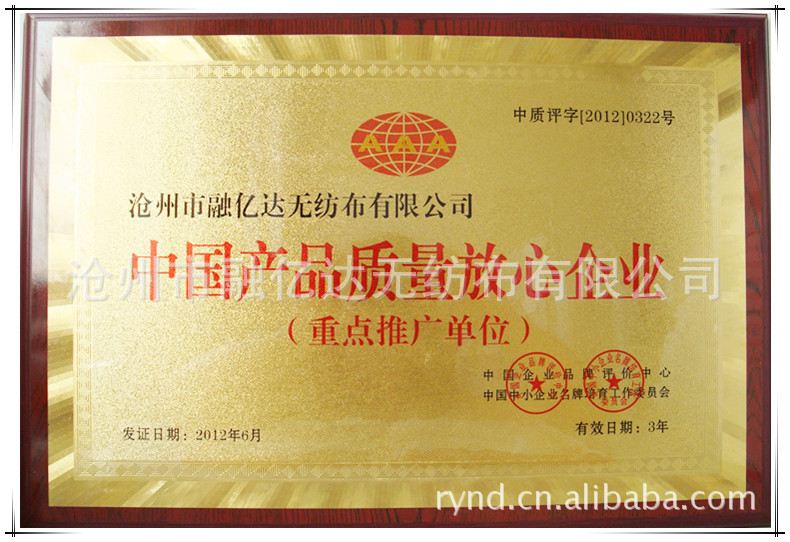 中质评字[2012]0322号
AAA
沧州市融亿达无纺布有限公司
中国产品质量放心企业
沧州市融亿达无纺布有限公司
（重点推广单位）
中国企业品牌评价中心
中国中小企业名牌培育工作委员会
发证日期：2012年6月
有效日期：3年
rynd.cn.alibaba.com